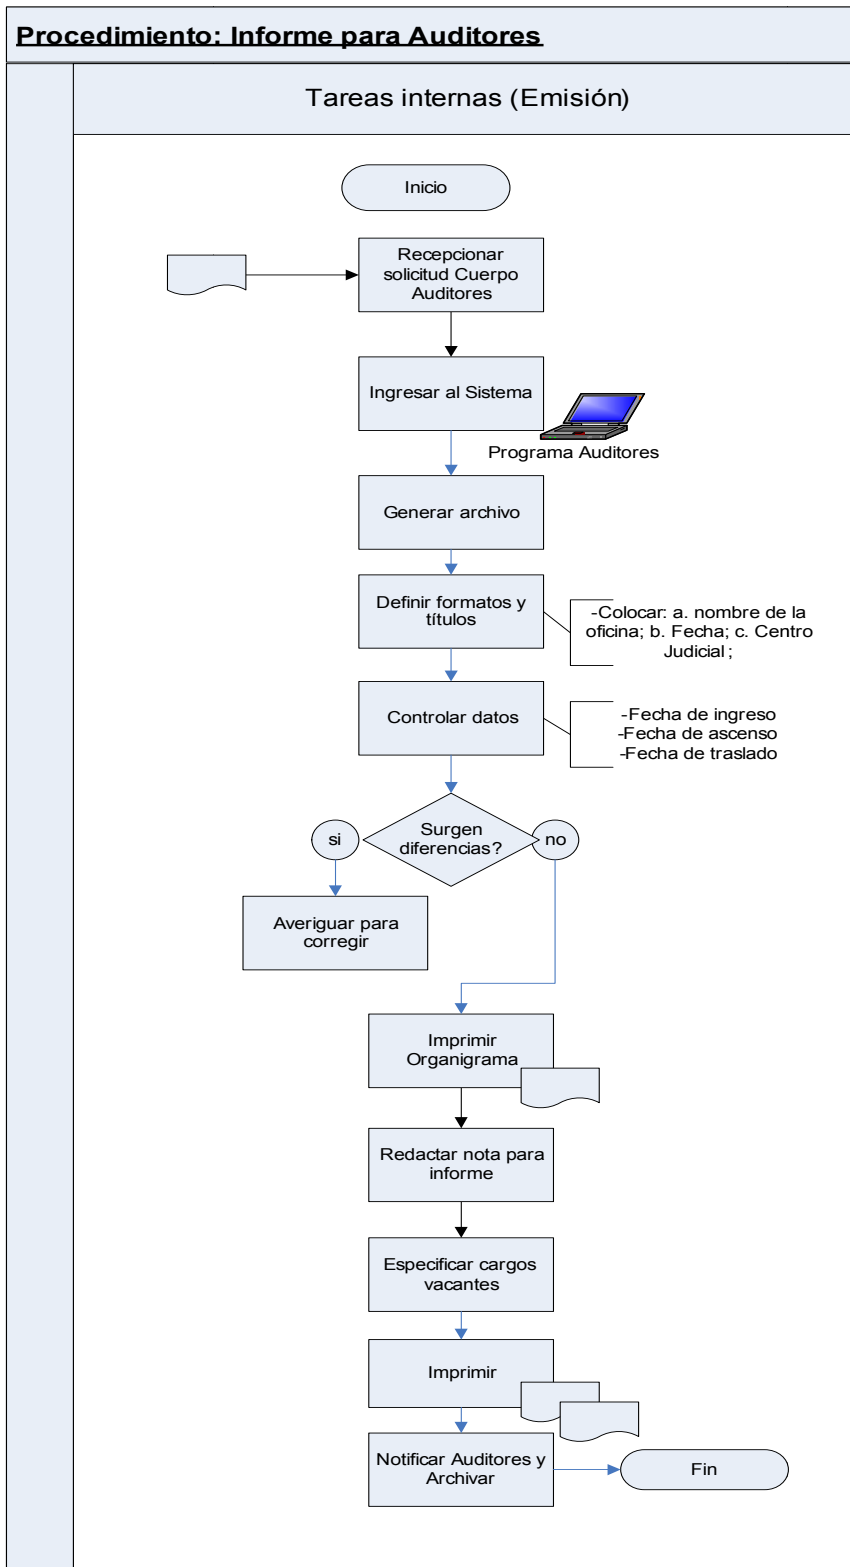 Procedimiento: Informe para Auditores
Tareas internas (Emisión)
Inicio
Recepcionar
solicitud Cuerpo
Auditores
Ingresar al Sistema
Programa Auditores
Generar archivo
Definir formatos y
títulos
-Colocar: a. nombre de la
oficina; b. Fecha; c. Centro
Judicial ;
Controlar datos
-Fecha de ingreso
-Fecha de ascenso
-Fecha de traslado
Surgen
diferencias?
si
no
Averiguar para
corregir
Imprimir
Organigrama
Redactar nota para
informe
Especificar cargos
vacantes
Imprimir
Notificar Auditores y
Archivar
Fin